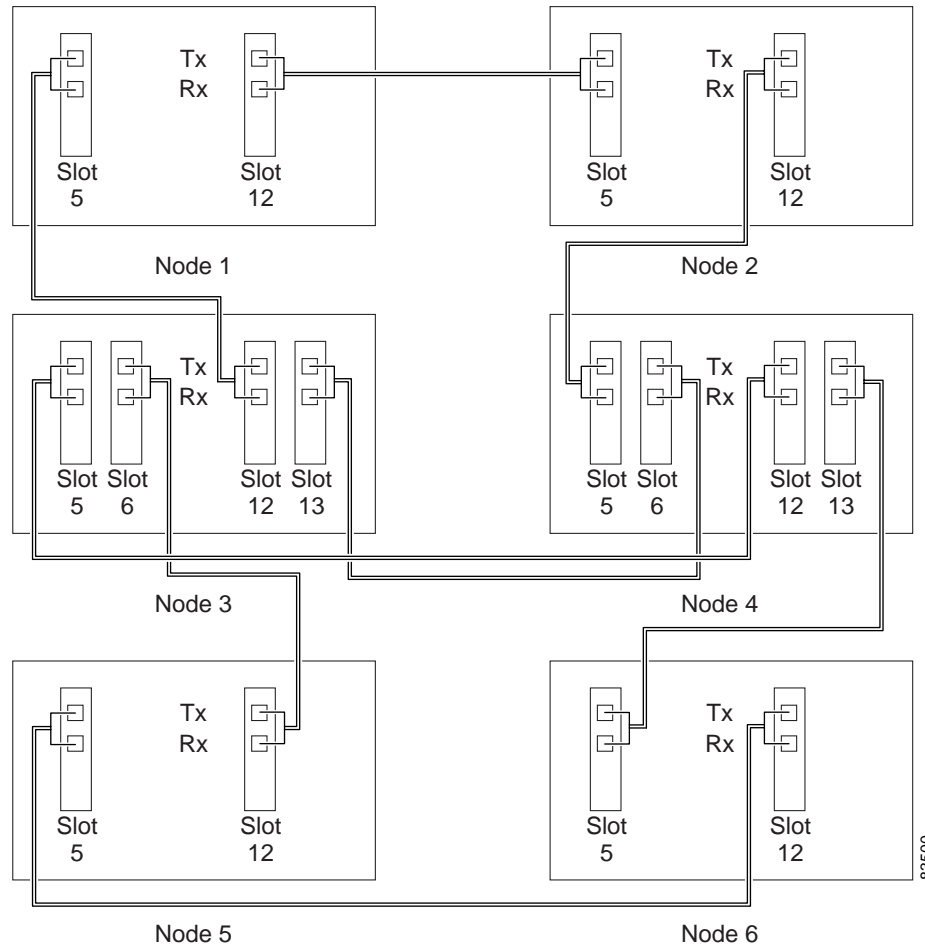 Tx
Rx
Slot
5
Slot
12
Tx
Rx
Slot
5
Slot
12
Node 1
Node 2
Tx
Rx
Slot Slot
5 6
Slot Slot
12 13
Tx
Rx
Slot Slot
5 6
Slot Slot
12 13
Node 3
Node 4
Tx
Rx
Slot
5
Slot
12
Tx
Rx
Slot
5
Slot
12
Node 5
Node 6